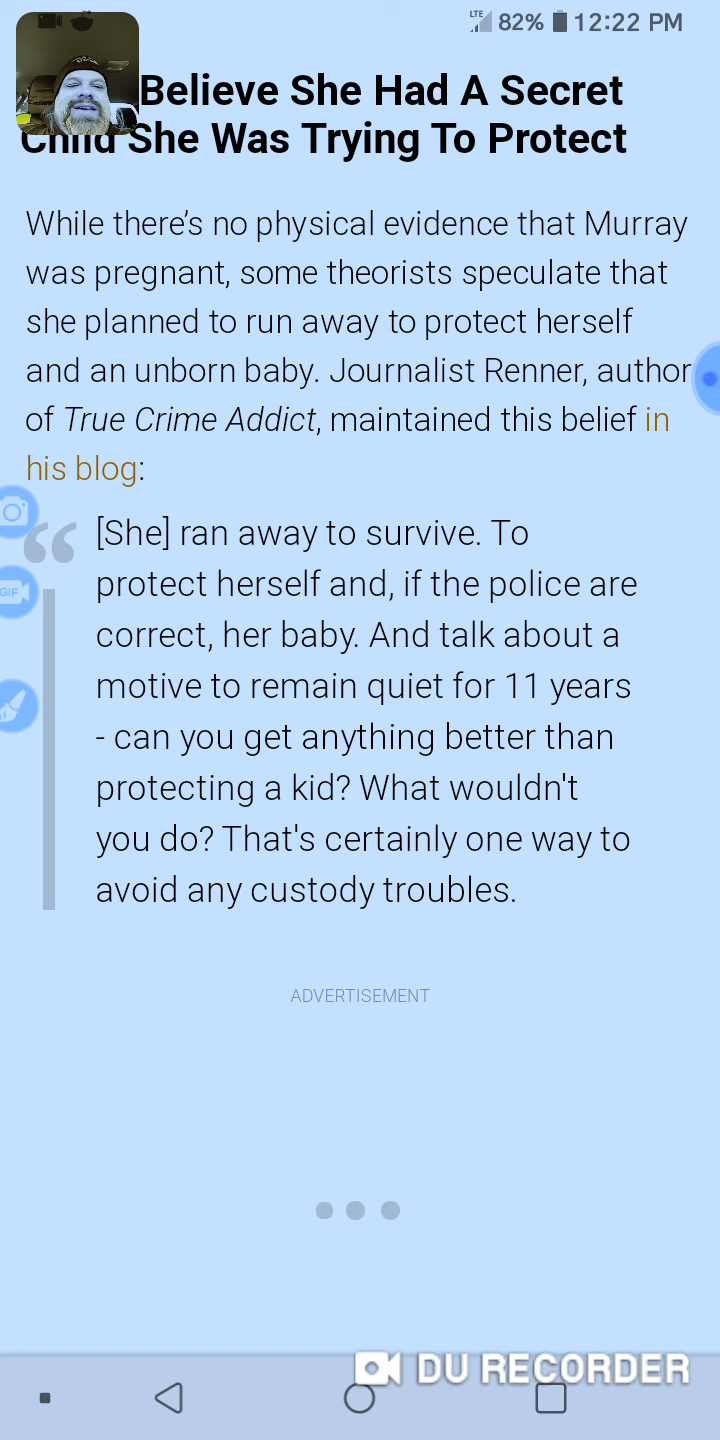 LTE 82% 12:22 PM
Believe She Had A Secret
Child She Was Trying To Protect
While there’s no physical evidence that Murray
was pregnant, some theorists speculate that
she planned to run away to protect herself
and an unborn baby. Journalist Renner, author
of True Crime Addict, maintained this belief in
his blog:
“
[She] ran away to survive. To
protect herself and, if the police are
correct, her baby. And talk about a
motive to remain quiet for 11 years
- can you get anything better than
protecting a kid? What wouldn't
you do? That's certainly one way to
avoid any custody troubles.
GIF
ADVERTISEMENT
DU RECORDER